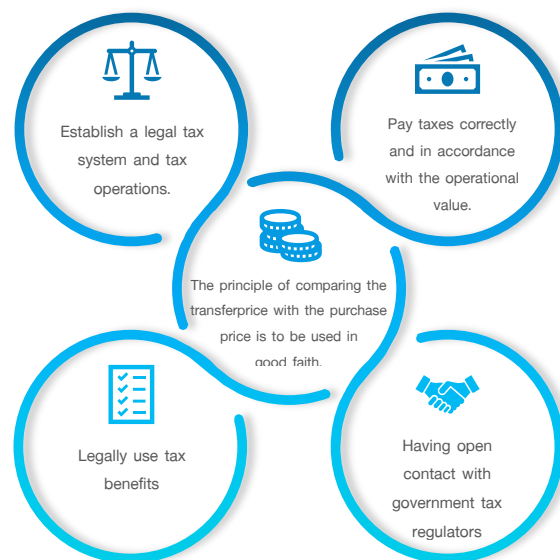 Establish a legal tax
system and tax
operations.
Pay taxes correctly
and in accordance
with the operational
value.
The principle of comparing the
transferprice with the purchase
price is to be used in
good faith.
Legally use tax
benefits
Having open
contact with
government tax
regulators